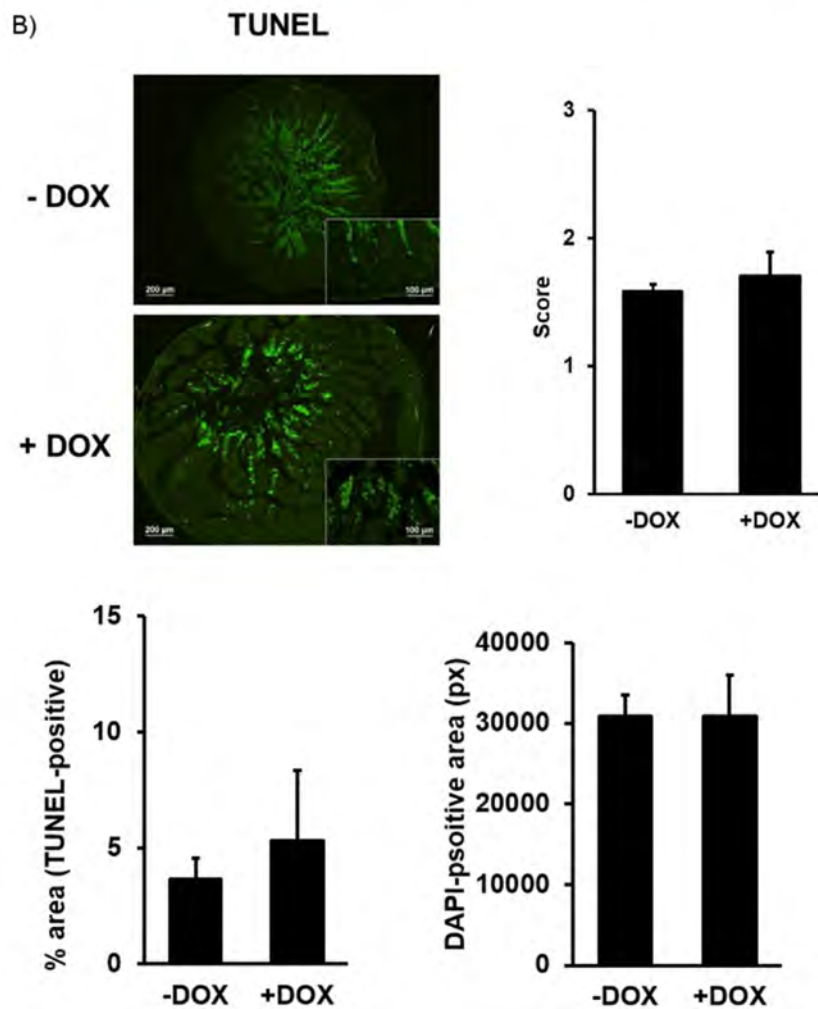 B)
TUNEL
- DOX
200 µm
100 µm
+ DOX
200 µm
100 µm
3
2
1
0
Score
-DOX
+DOX
15
10
5
0
% area (TUNEL-positive)
-DOX
+DOX
40000
30000
20000
10000
0
DAPI-psoitive area (px)
-DOX
+DOX